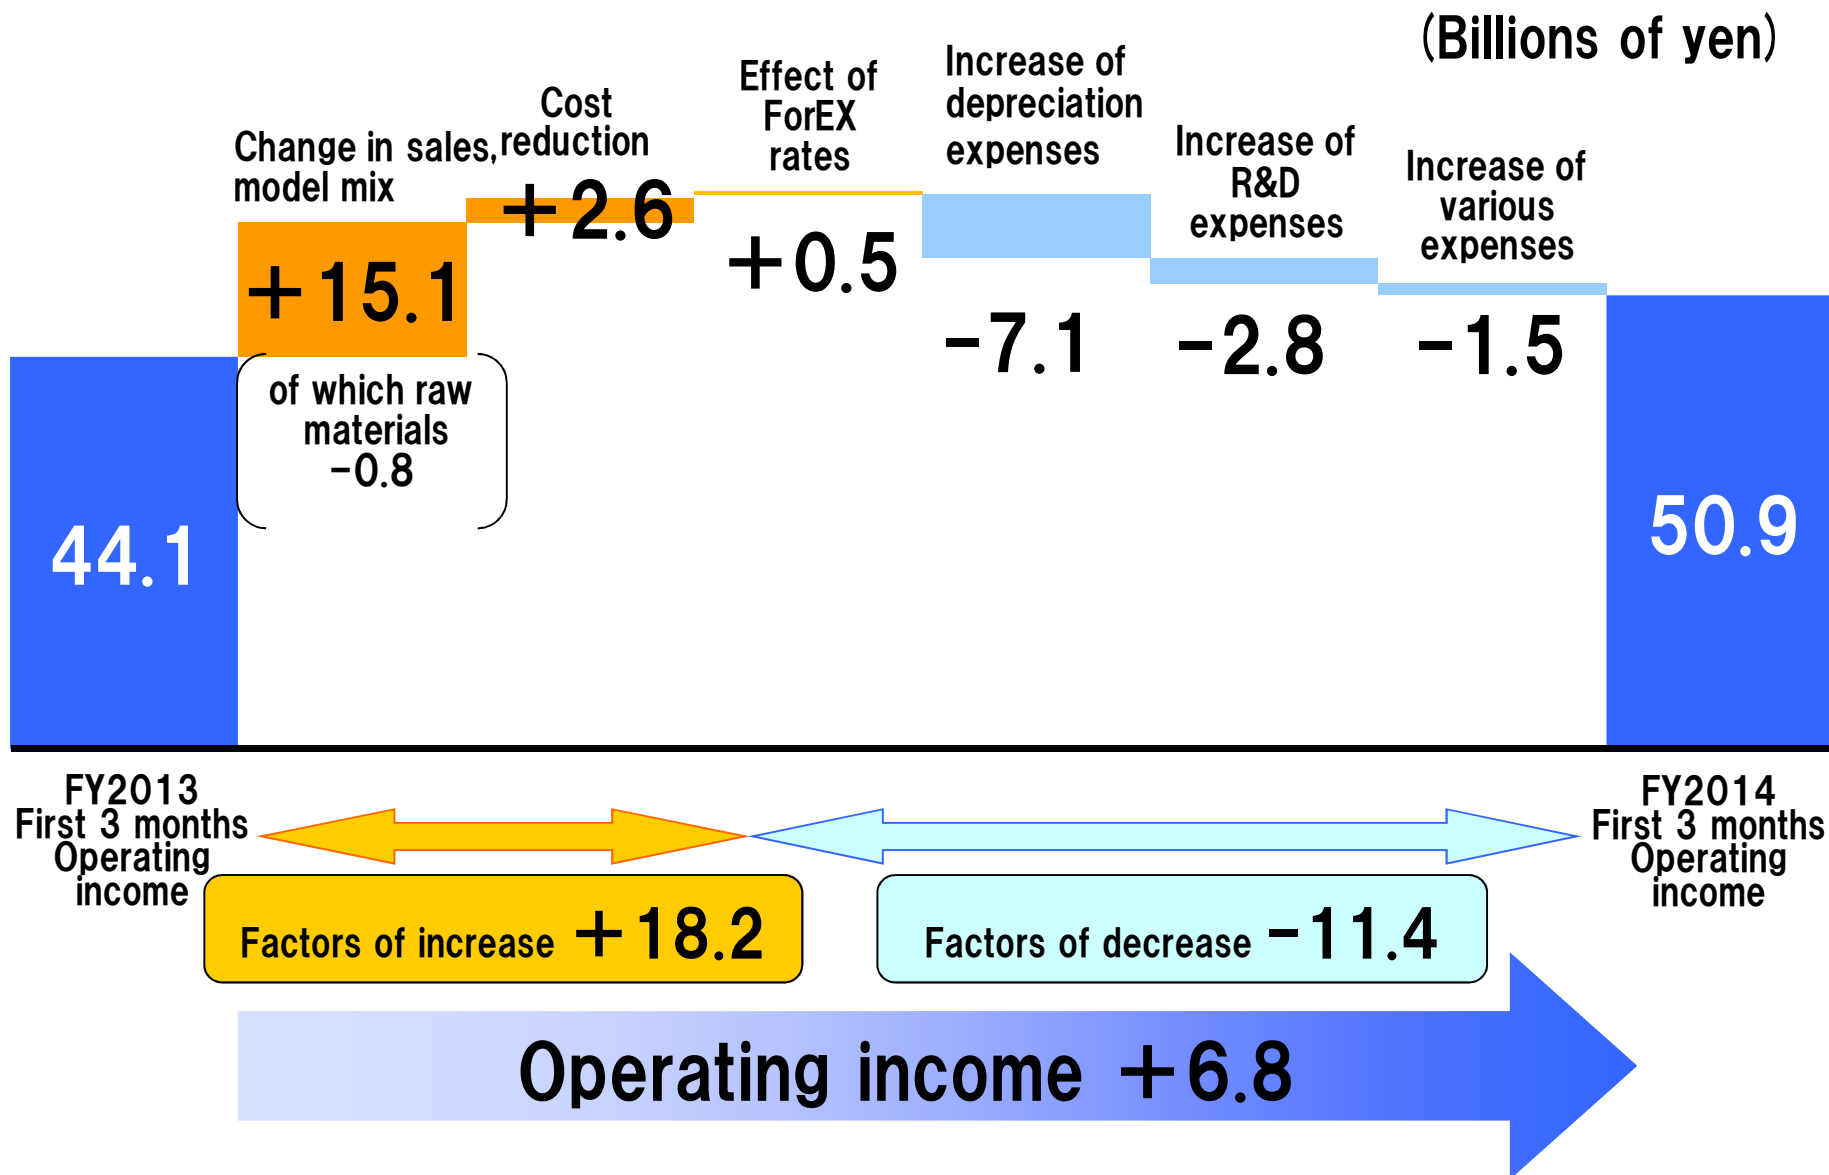 (Billions of yen)
Change in sales,
model mix
+15.1
of which raw
materials
-0.8
Cost
reduction
+2.6
Effect of
ForEX
rates
+0.5
Increase of
depreciation
expenses
-7.1
Increase of
R&D
expenses
-2.8
Increase of
various
expenses
-1.5
44.1
50.9
FY2013
First 3 months
Operating
income
FY2014
First 3 months
Operating
income
Factors of increase +18.2
Factors of decrease -11.4
Operating income +6.8